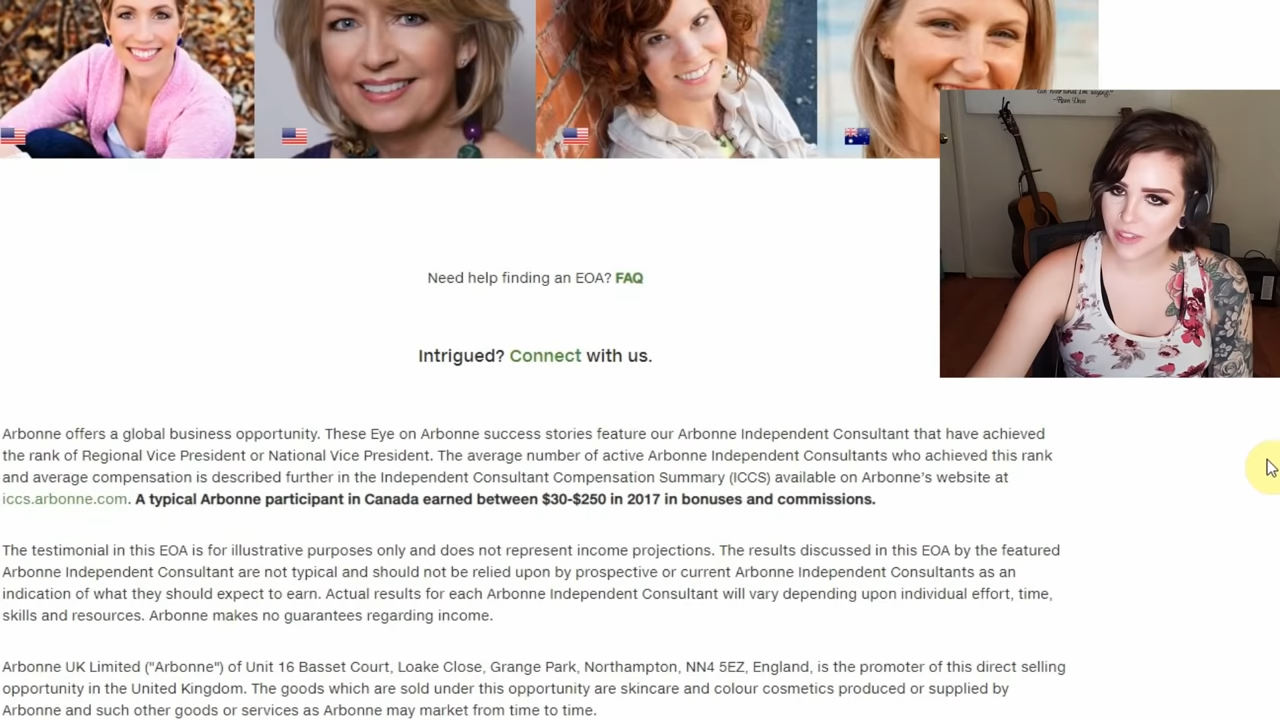 can hear what I'm saying."
-Ram Dass
Need help finding an EOA? FAQ
Intrigued? Connect with us.
Arbonne offers a global business opportunity. These Eye on Arbonne success stories feature our Arbonne Independent Consultant that have achieved
the rank of Regional Vice President or National Vice President. The average number of active Arbonne Independent Consultants who achieved this rank
and average compensation is described further in the Independent Consultant Compensation Summary (ICCS) available on Arbonne's website at
iccs.arbonne.com. A typical Arbonne participant in Canada earned between $30-$250 in 2017 in bonuses and commissions.
The testimonial in this EOA is for illustrative purposes only and does not represent income projections. The results discussed in this EOA by the featured
Arbonne Independent Consultant are not typical and should not be relied upon by prospective or current Arbonne Independent Consultants as an
indication of what they should expect to earn. Actual results for each Arbonne Independent Consultant will vary depending upon individual effort, time,
skills and resources. Arbonne makes no guarantees regarding income.
Arbonne UK Limited ("Arbonne") of Unit 16 Basset Court, Loake Close, Grange Park, Northampton, NN4 5EZ, England, is the promoter of this direct selling
opportunity in the United Kingdom. The goods which are sold under this opportunity are skincare and colour cosmetics produced or supplied by
Arbonne and such other goods or services as Arbonne may market from time to time.